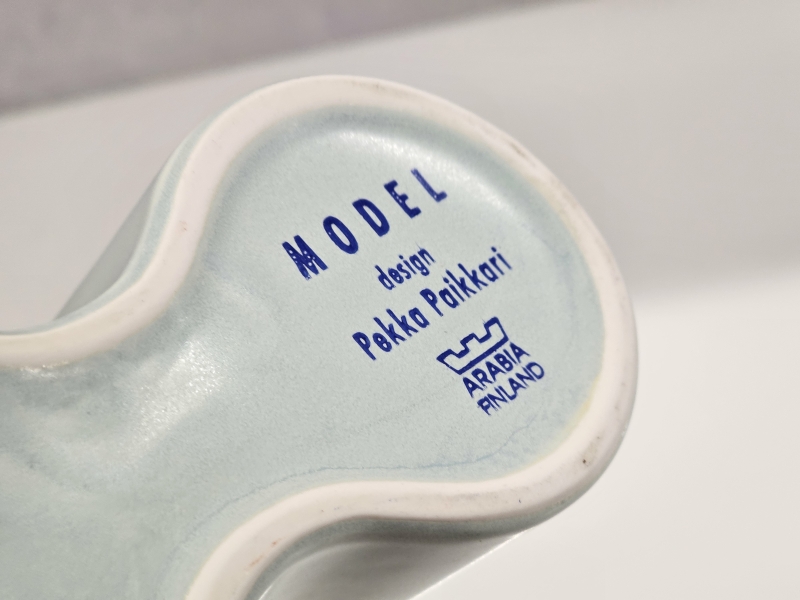 MODEL
design
Pekka Paikkari
ARABIA
FINLAND